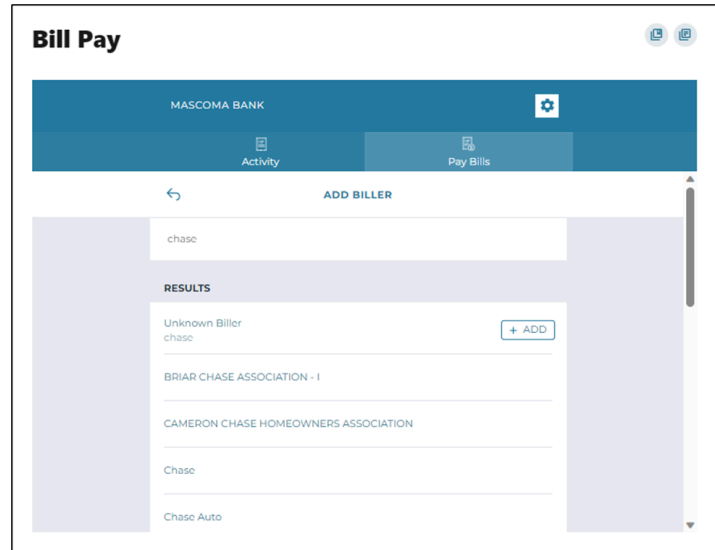 Bill Pay
MASCOMA BANK
Activity
Pay Bills
ADD BILLER
chase
RESULTS
Unknown Biller
chase
+ ADD
BRIAR CHASE ASSOCIATION - I
CAMERON CHASE HOMEOWNERS ASSOCIATION
Chase
Chase Auto